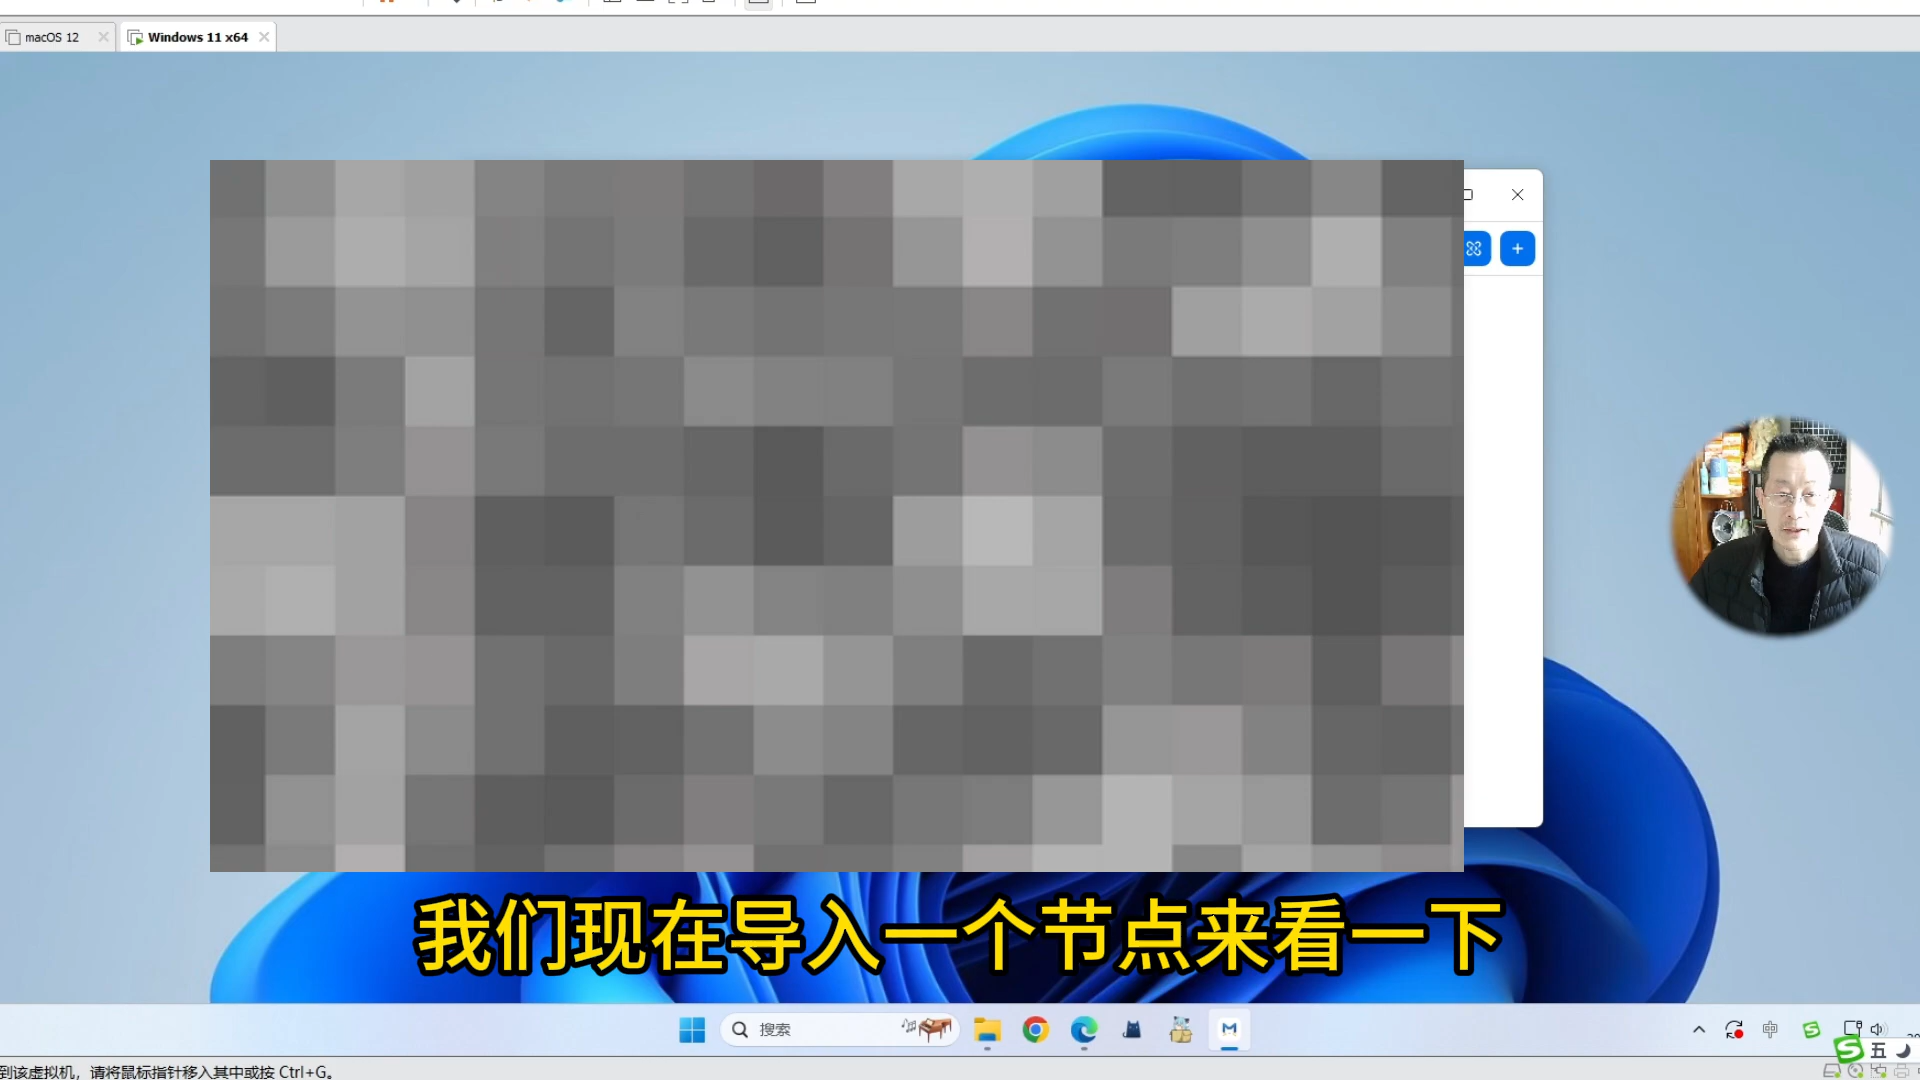 macOS 12
Windows 11 x64
我们现在导入一个节点来看一下
搜索
中
五
到该虚拟机，请将鼠标指针移入其中或按 Ctrl+G。